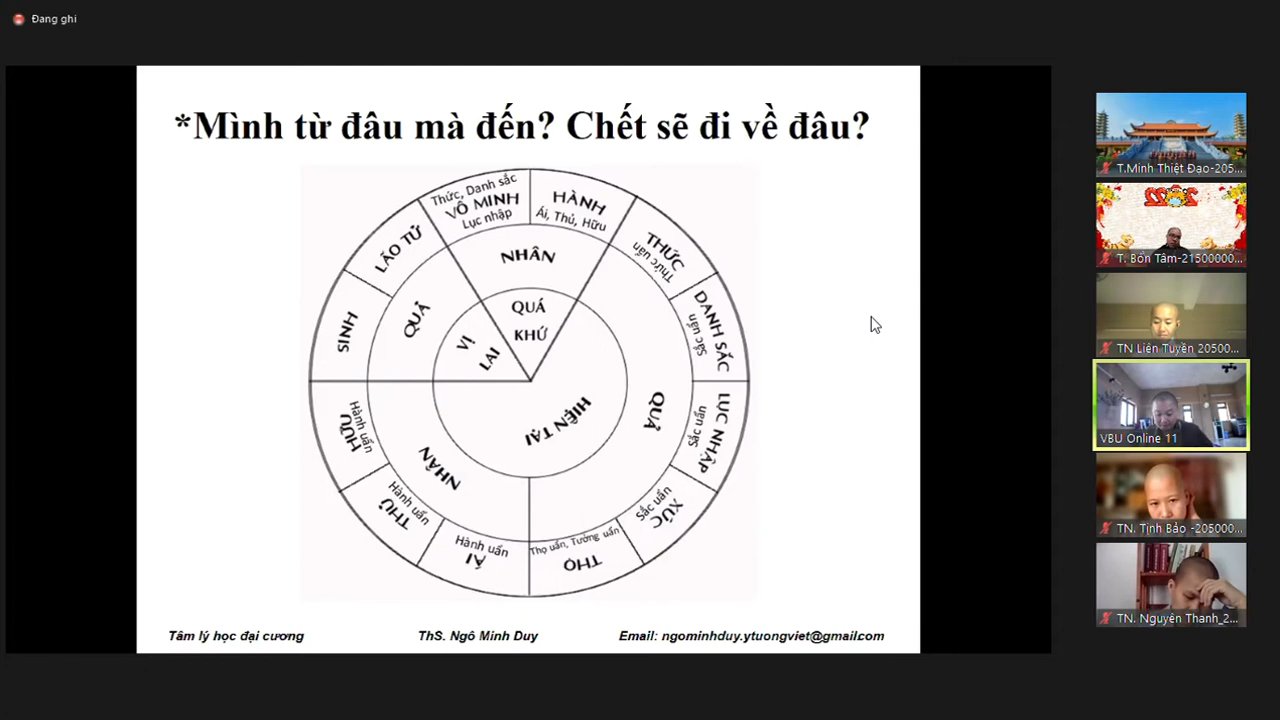 Đang ghi
*Mình từ đâu mà đến? Chết sẽ đi về đâu?
Thức, Danh sắc
VÔ MINH
Lục nhập
HÀNH
Ái, Thủ, Hữu
THỨC
Thức uẩn
DANH SẮC
Sắc uẩn
LỤC NHẬP
Sắc uẩn
XÚC
Sắc uẩn
THỌ
Thọ uẩn, Tưởng uẩn
ÁI
Hành uẩn
THỦ
Hành uẩn
HỮU
Hành uẩn
SINH
LÃO TỬ
NHÂN
QUẢ
NHÂN
QUẢ
QUÁ
KHỨ
HIỆN TẠI
VỊ
LAI
Tâm lý học đại cương
ThS. Ngô Minh Duy
Email: ngominhduy.ytuongviet@gmail.com
T.Minh Thiệt Đạo-205...
2022
T. Bổn Tâm-21500000...
TN Liên Tuyền 20500...
VBU Online 11
TN. Tịnh Bảo -205000...
TN. Nguyên Thanh_2...